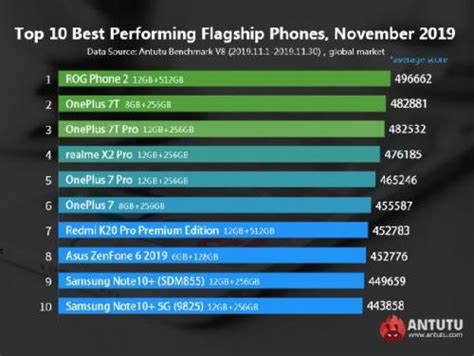 Top 10 Best Performing Flagship Phones, November 2019
Data Source: Antutu Benchmark V8 (2019.11.1-2019.11.30) , global market
*average score
1 ROG Phone 2 12GB+512GB 496662
2 OnePlus 7T 8GB+256GB 482881
3 OnePlus 7T Pro 12GB+256GB 482532
4 realme X2 Pro 12GB+256GB 476185
5 OnePlus 7 Pro 12GB+256GB 465246
6 OnePlus 7 8GB+256GB 455587
7 Redmi K20 Pro Premium Edition 12GB+512GB 452783
8 Asus ZenFone 6 2019 6GB+128GB 452776
9 Samsung Note10+ (SDM855) 12GB+256GB 449659
10 Samsung Note10+ 5G (9825) 12GB+256GB 443858
ANTUTU
www.antutu.com